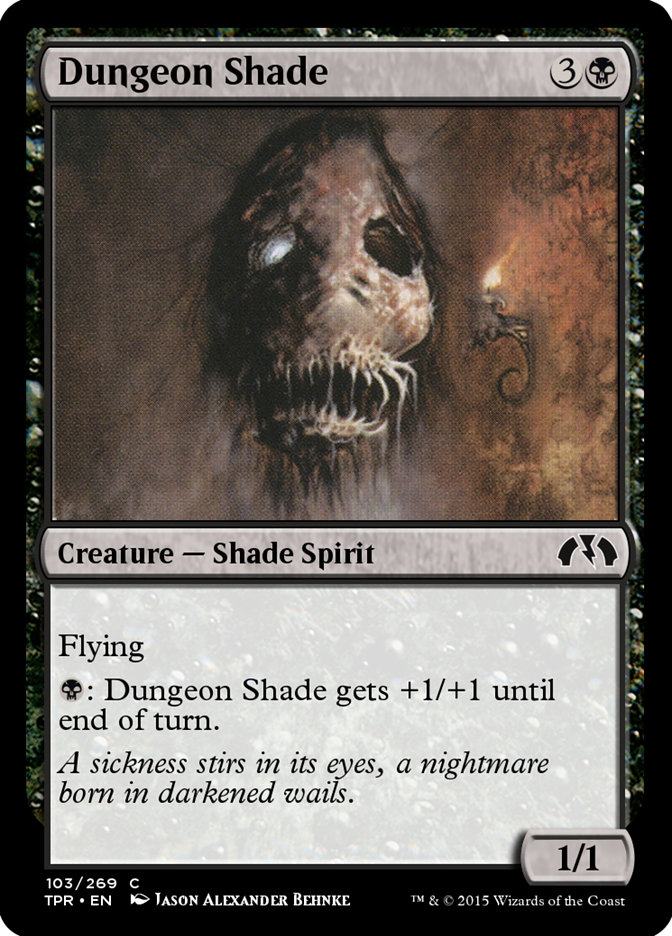 Dungeon Shade 3
Creature — Shade Spirit
Flying
: Dungeon Shade gets +1/+1 until
end of turn.
A sickness stirs in its eyes, a nightmare
born in darkened wails.
1/1
103/269 C
TPR • EN Jason Alexander Behnke ™ & © 2015 Wizards of the Coast